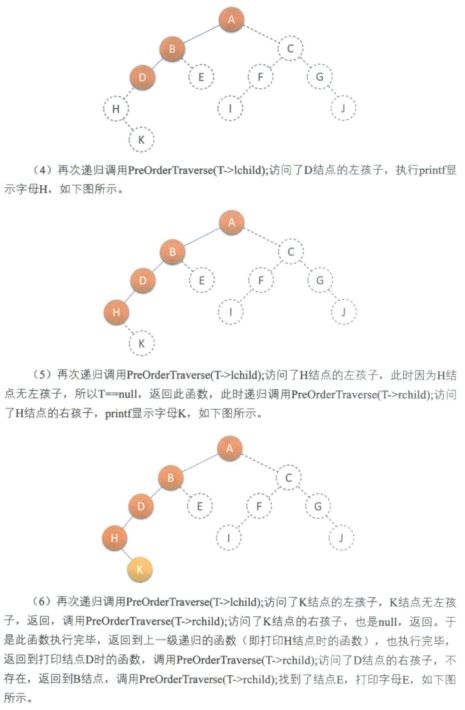 A
B
C
D
E
F
G
H
I
J
K
（4）再次递归调用PreOrderTraverse(T->lchild);访问了D结点的左孩子，执行printf显
示字母H，如下图所示。
A
B
C
D
E
F
G
H
I
J
K
（5）再次递归调用PreOrderTraverse(T->lchild);访问了H结点的左孩子，此时因为H结
点无左孩子，所以T==null，返回此函数，此时递归调用PreOrderTraverse(T->rchild);访问
了H结点的右孩子，printf显示字母K，如下图所示。
A
B
C
D
E
F
G
H
I
J
K
（6）再次递归调用PreOrderTraverse(T->lchild);访问了K结点的左孩子，K结点无左孩
子，返回，调用PreOrderTraverse(T->rchild);访问了K结点的右孩子，也是null，返回。于
是此函数执行完毕，返回到上一级递归的函数（即打印H结点时的函数），也执行完毕，
返回到打印结点D时的函数，调用PreOrderTraverse(T->rchild);访问了D结点的右孩子，不
存在，返回到B结点，调用PreOrderTraverse(T->rchild);找到了结点E，打印字母E，如下图
所示。